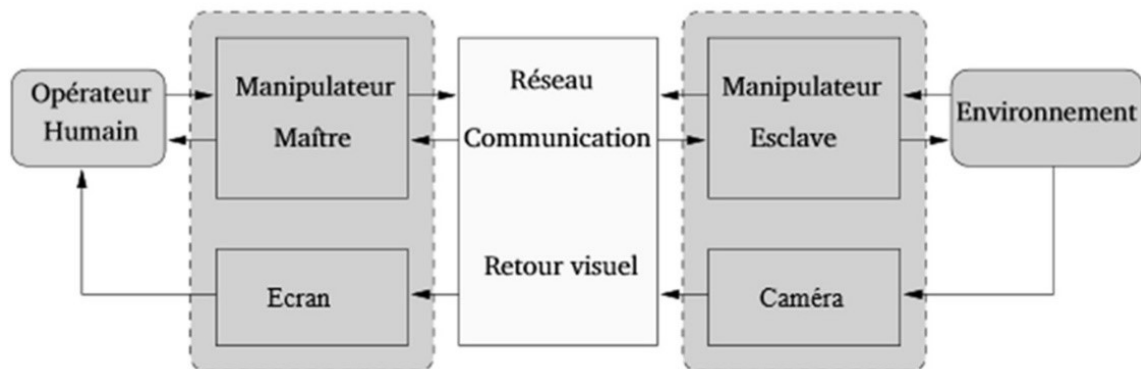 Opérateur
Humain
Manipulateur
Maître
Ecran
Réseau
Communication
Retour visuel
Manipulateur
Esclave
Caméra
Environnement